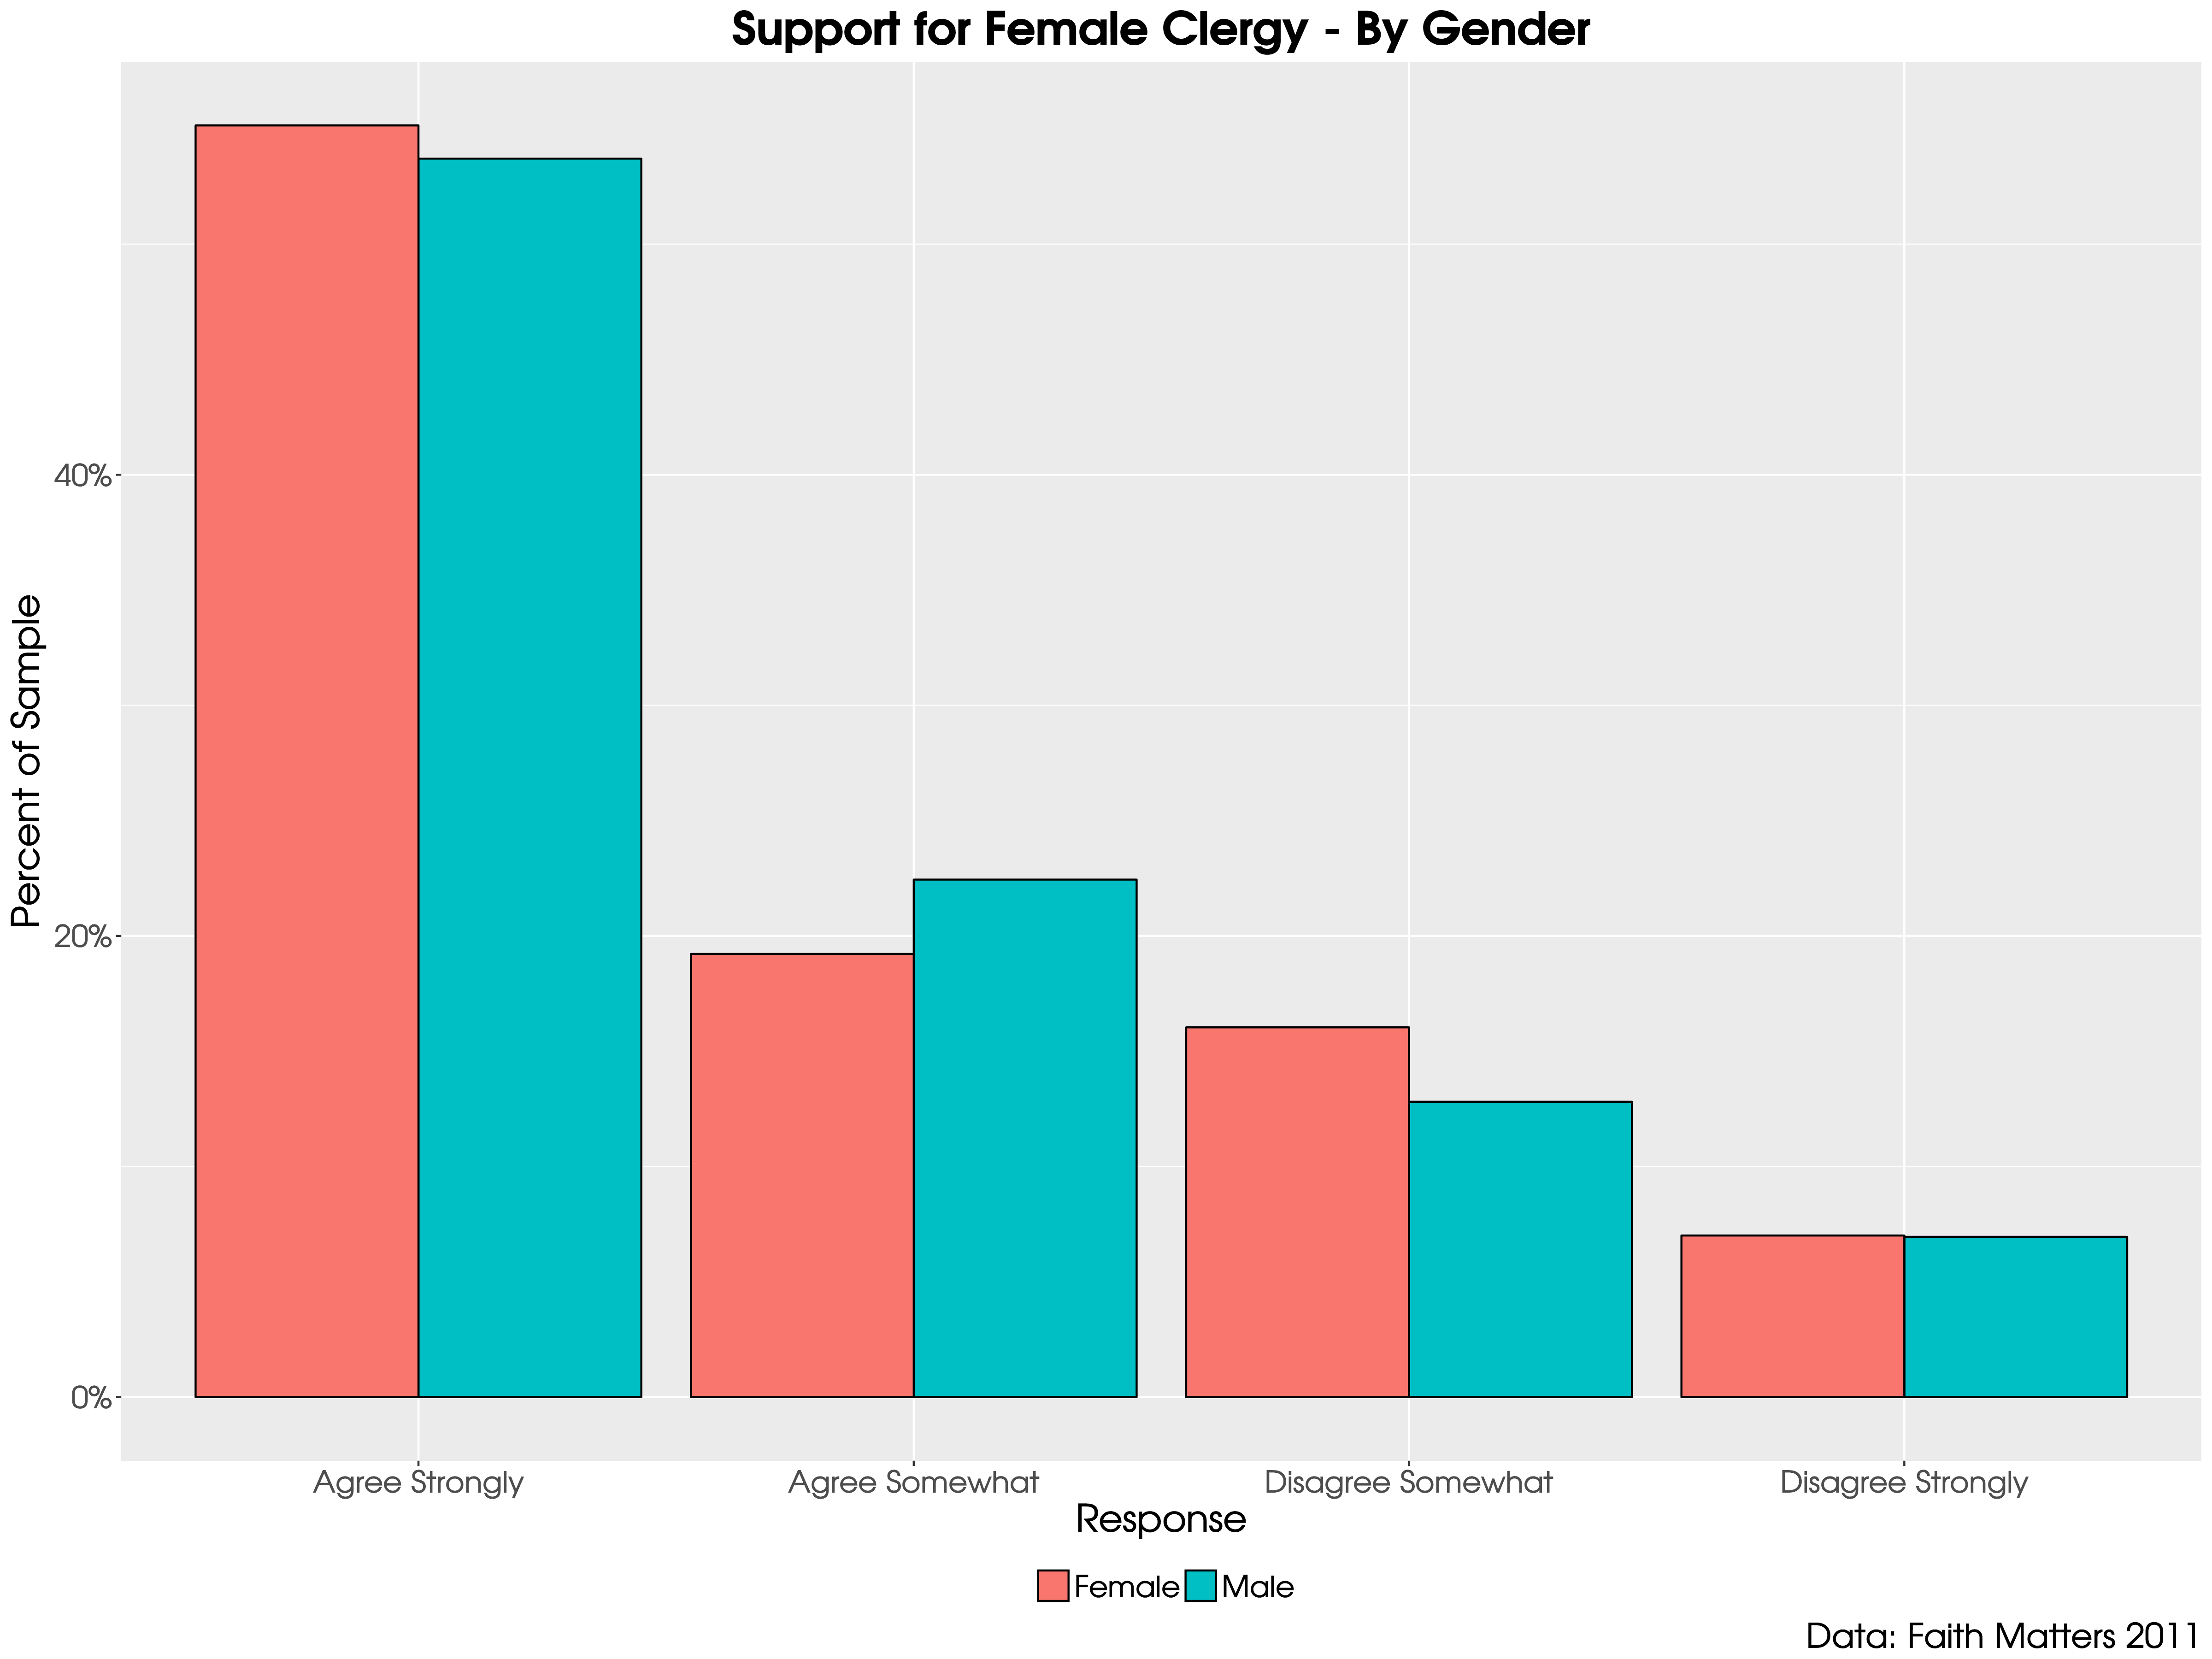 Support for Female Clergy - By Gender
Percent of Sample
40%
20%
0%
Agree Strongly
Agree Somewhat
Disagree Somewhat
Disagree Strongly
Response
Female
Male
Data: Faith Matters 2011